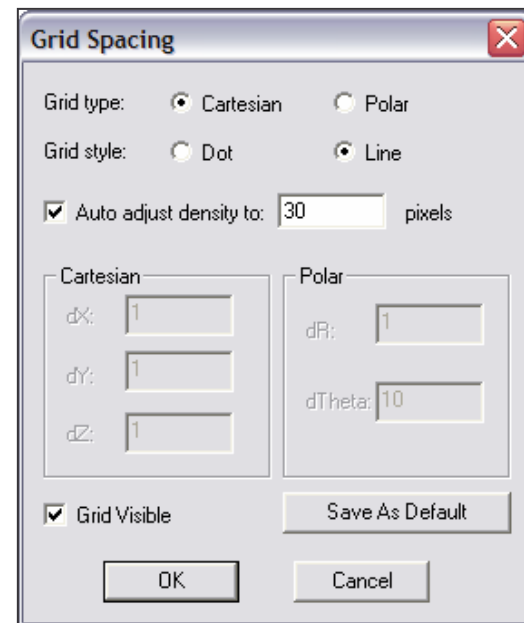 Grid Spacing
Grid type: Cartesian Polar
Grid style: Dot Line
Auto adjust density to: 30 pixels
Cartesian
dX: 1
dY: 1
dZ: 1
Polar
dR: 1
dTheta: 10
Grid Visible
Save As Default
OK Cancel